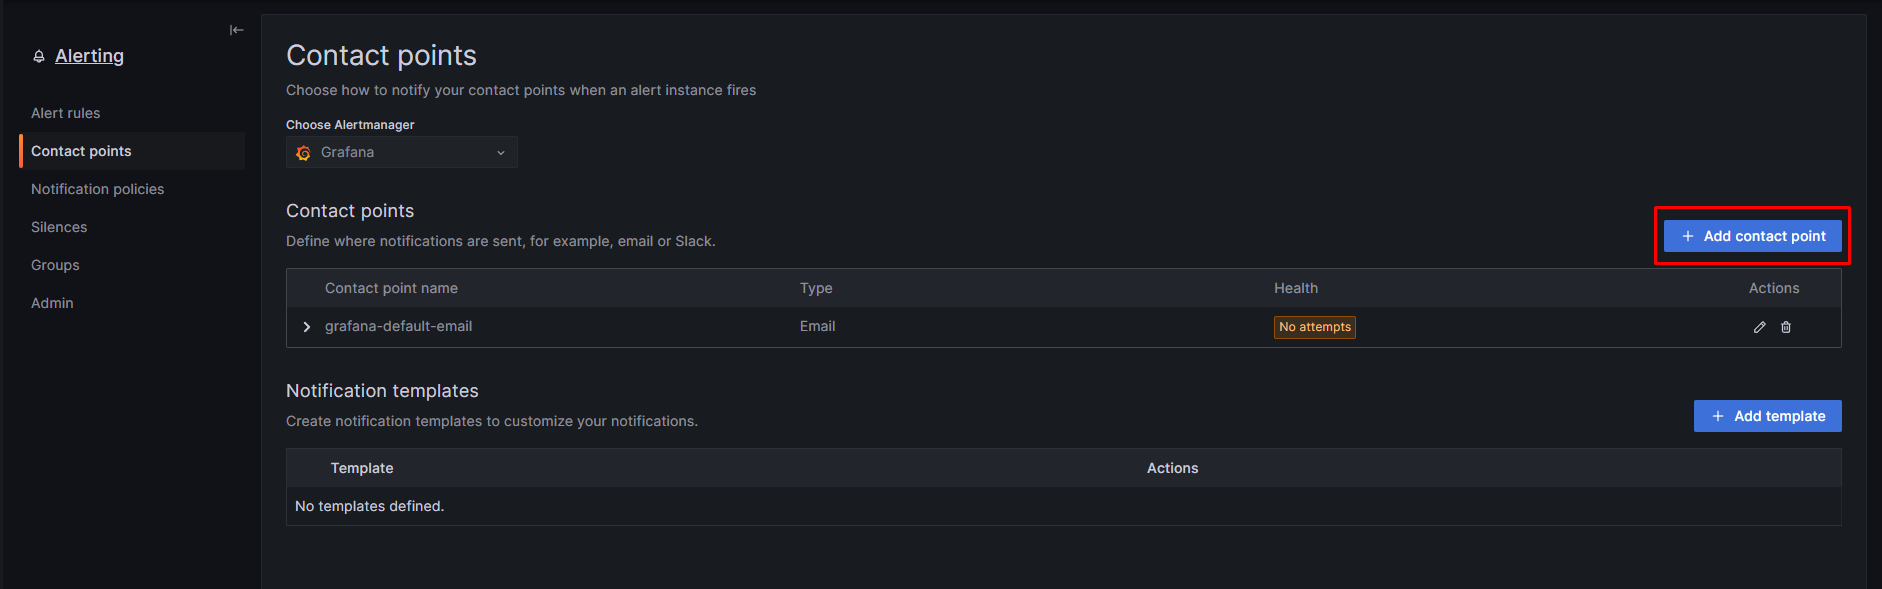 Alerting
Alert rules
Contact points
Notification policies
Silences
Groups
Admin
Contact points
Choose how to notify your contact points when an alert instance fires
Choose Alertmanager
Grafana
Contact points
Define where notifications are sent, for example, email or Slack.
+ Add contact point
Contact point name Type Health Actions
grafana-default-email Email No attempts
Notification templates
Create notification templates to customize your notifications.
+ Add template
Template Actions
No templates defined.